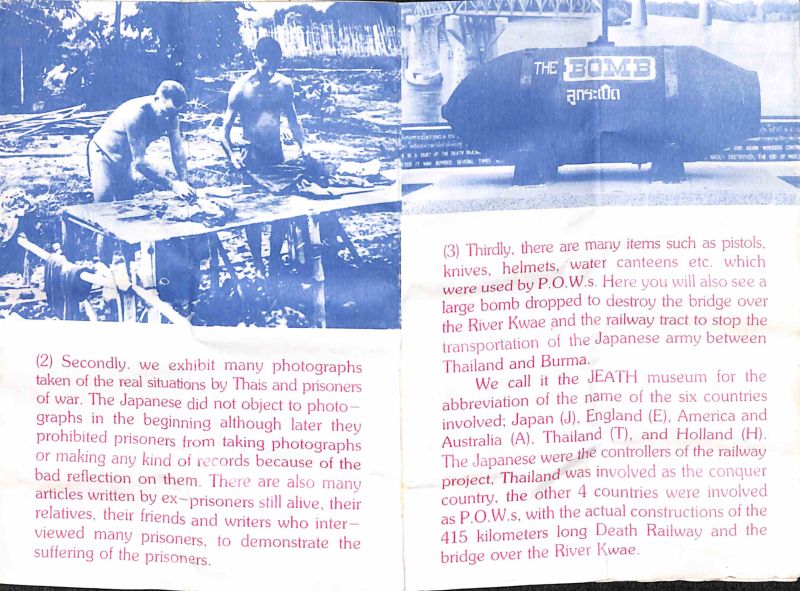 (2) Secondly. we exhibit many photographs
taken of the real situations by Thais and prisoners
of war. The Japanese did not object to photo—
graphs in the beginning although later they
prohibited prisoners from taking photographs
or making any kind of records because of the
bad reflection on them. There are also many
articles written by ex—prisoners still alive, their
relatives, their friends and writers who inter—
viewed many prisoners, to demonstrate the
suffering of the prisoners.
THE BOMB
ลูกระเบิด
(3) Thirdly, there are many items such as pistols,
knives, helmets, water canteens etc. which
were used by P.O.W.s. Here you will also see a
large bomb dropped to destroy the bridge over
the River Kwae and the railway tract to stop the
transportation of the Japanese army between
Thailand and Burma.
We call it the JEATH museum for the
abbreviation of the name of the six countries
involved; Japan (J), England (E), America and
Australia (A), Thailand (T), and Holland (H).
The Japanese were the controllers of the railway
project, Thailand was involved as the conquer
country, the other 4 countries were involved
as P.O.W.s, with the actual constructions of the
415 kilometers long Death Railway and the
bridge over the River Kwae.